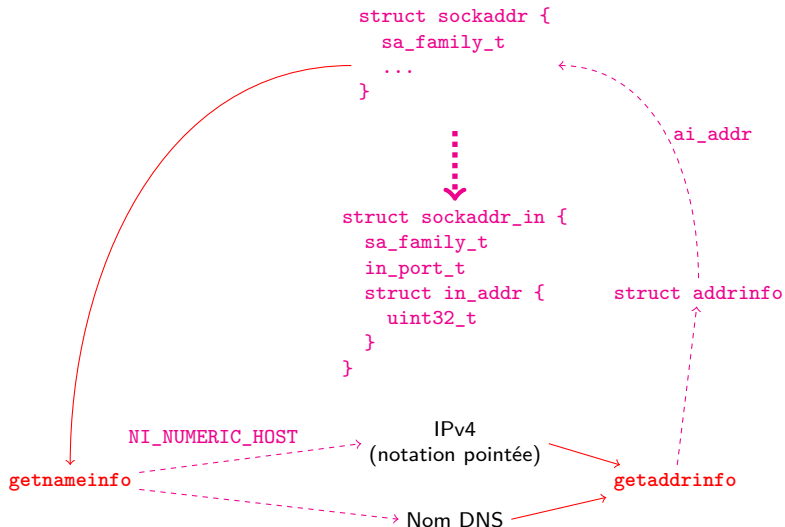 struct sockaddr {
sa_family_t
...
}
ai_addr
struct sockaddr_in {
sa_family_t
in_port_t
struct in_addr {
uint32_t
}
}
struct addrinfo
NI_NUMERIC_HOST
IPv4
(notation pointée)
getnameinfo
getaddrinfo
Nom DNS